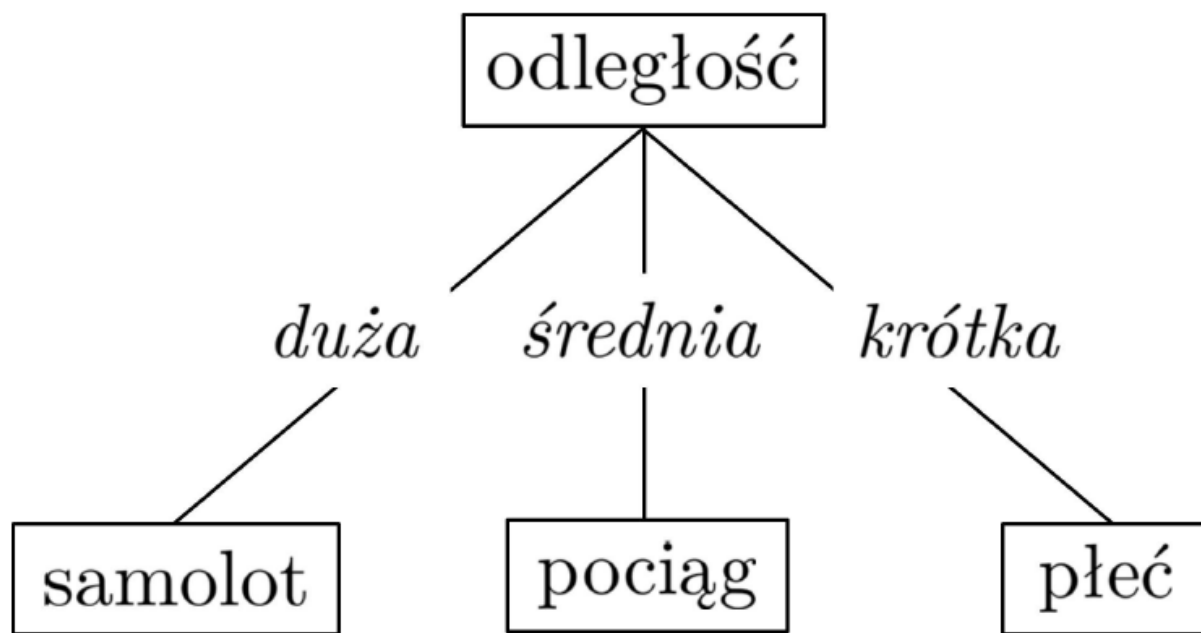 odległość
duża średnia krótka
samolot pociąg płeć